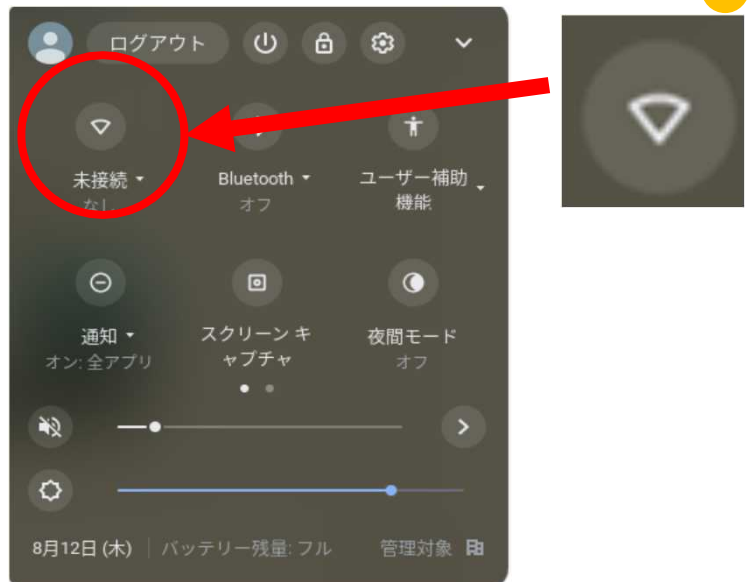 ログアウト
未接続 Bluetooth ユーザー補助
なし オフ 機能
通知 スクリーン キ 夜間モード
オン: 全アプリ ャプチャ オフ
8月12日 (木) バッテリー残量: フル 管理対象